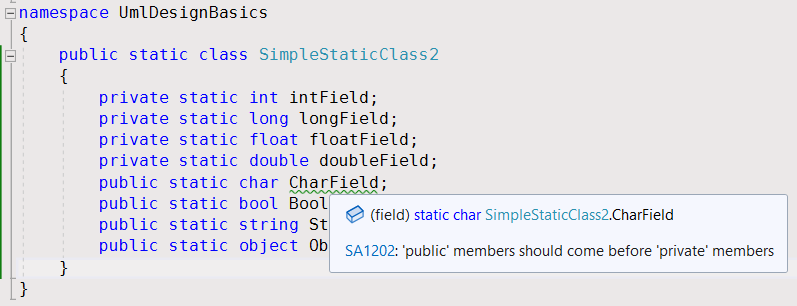 namespace UmlDesignBasics
{
public static class SimpleStaticClass2
{
private static int intField;
private static long longField;
private static float floatField;
private static double doubleField;
public static char CharField;
public static bool Bool
(field) static char SimpleStaticClass2.CharField
public static string St
public static object Ob
SA1202: 'public' members should come before 'private' members
}
}